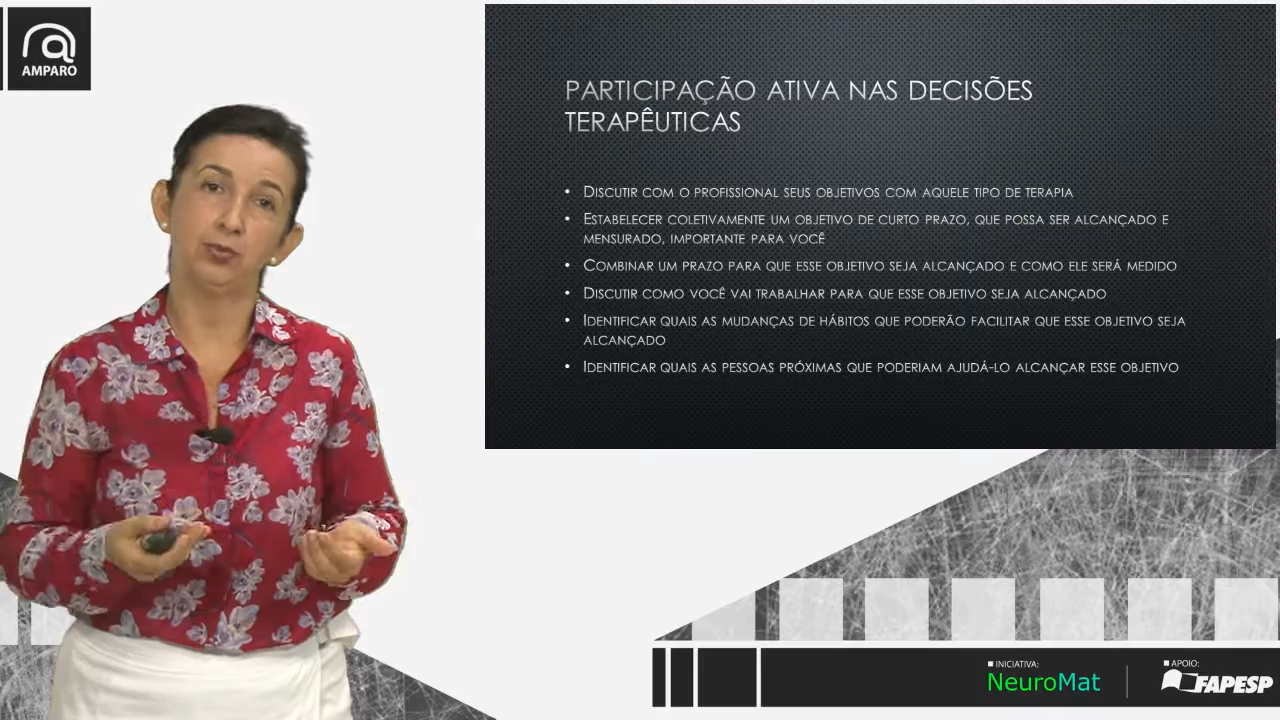 AMPARO
PARTICIPAÇÃO ATIVA NAS DECISÕES
TERAPÊUTICAS
• Discutir com o profissional seus objetivos com aquele tipo de terapia
• Estabelecer coletivamente um objetivo de curto prazo, que possa ser alcançado e
mensurado, importante para você
• Combinar um prazo para que esse objetivo seja alcançado e como ele será medido
• Discutir como você vai trabalhar para que esse objetivo seja alcançado
• Identificar quais as mudanças de hábitos que poderão facilitar que esse objetivo seja
alcançado
• Identificar quais as pessoas próximas que poderiam ajudá-lo alcançar esse objetivo
INICIATIVA:
NeuroMat
APOIO:
FAPESP